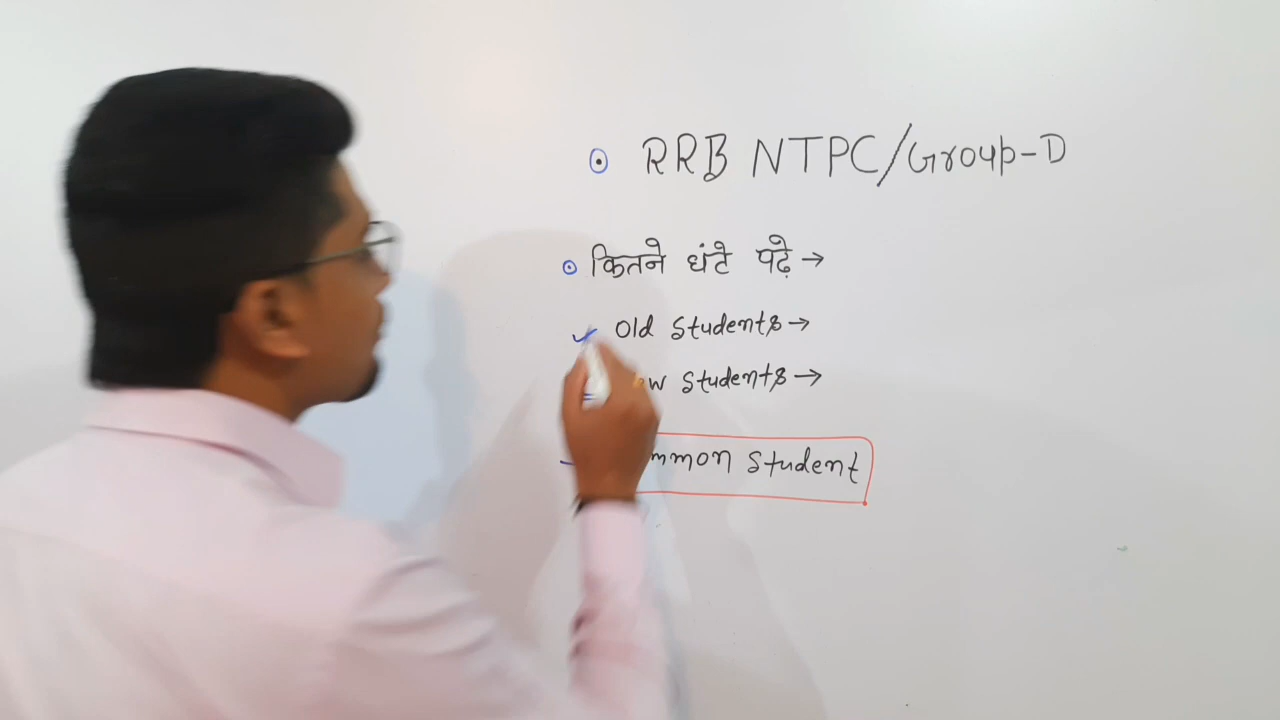 RRB NTPC/Group-D
कितने घंटे पढ़े →
Old Students →
Students →
Student